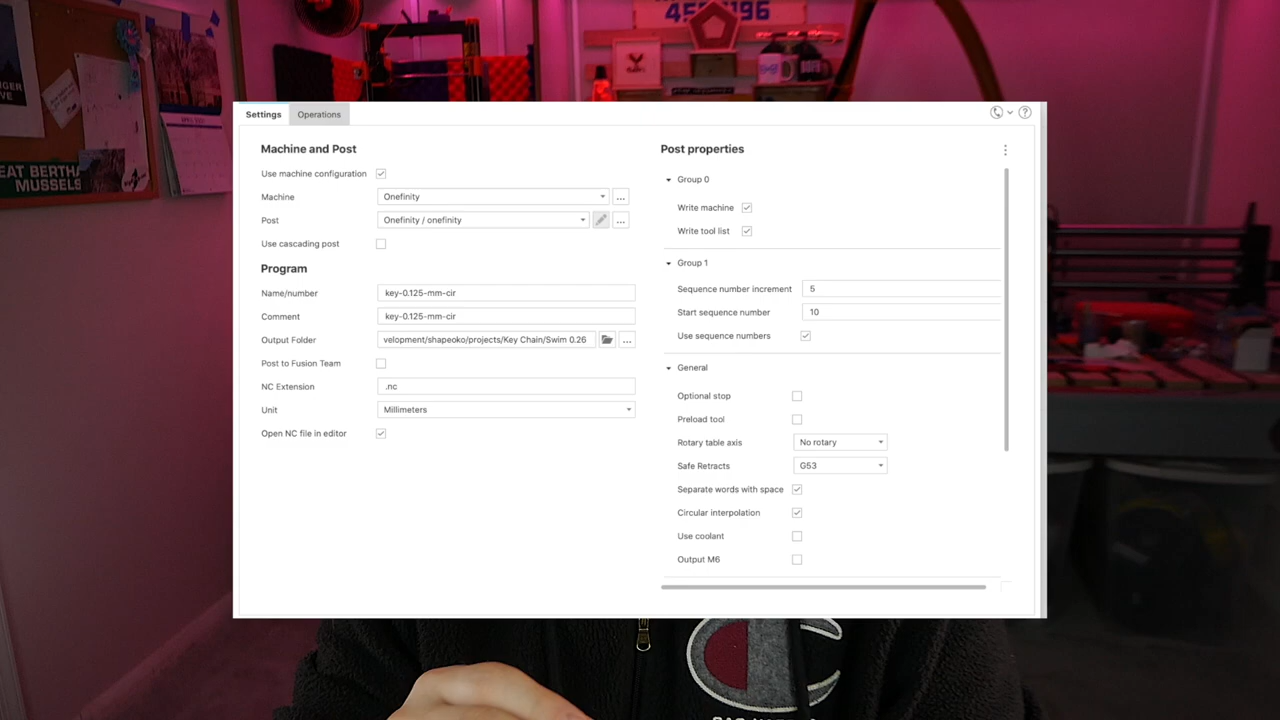 Settings
Operations
Machine and Post
Use machine configuration
Machine
Onefinity
...
Post
Onefinity / onefinity
...
Use cascading post
Program
Name/number
key-0.125-mm-cir
Comment
key-0.125-mm-cir
Output Folder
velopment/shapeoko/projects/Key Chain/Swim 0.26
...
Post to Fusion Team
NC Extension
.nc
Unit
Millimeters
Open NC file in editor
Post properties
Group 0
Write machine
Write tool list
Group 1
Sequence number increment
5
Start sequence number
10
Use sequence numbers
General
Optional stop
Preload tool
Rotary table axis
No rotary
Safe Retracts
G53
Separate words with space
Circular interpolation
Use coolant
Output M6
EAT BERTHA
MUSSELS